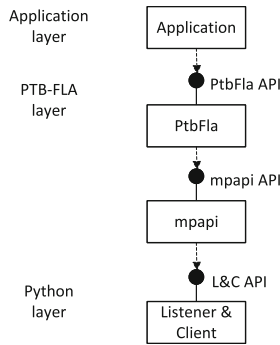 Application
layer
Application
PtbFla API
PTB-FLA
layer
PtbFla
mpapi API
mpapi
L&C API
Python
layer
Listener &
Client